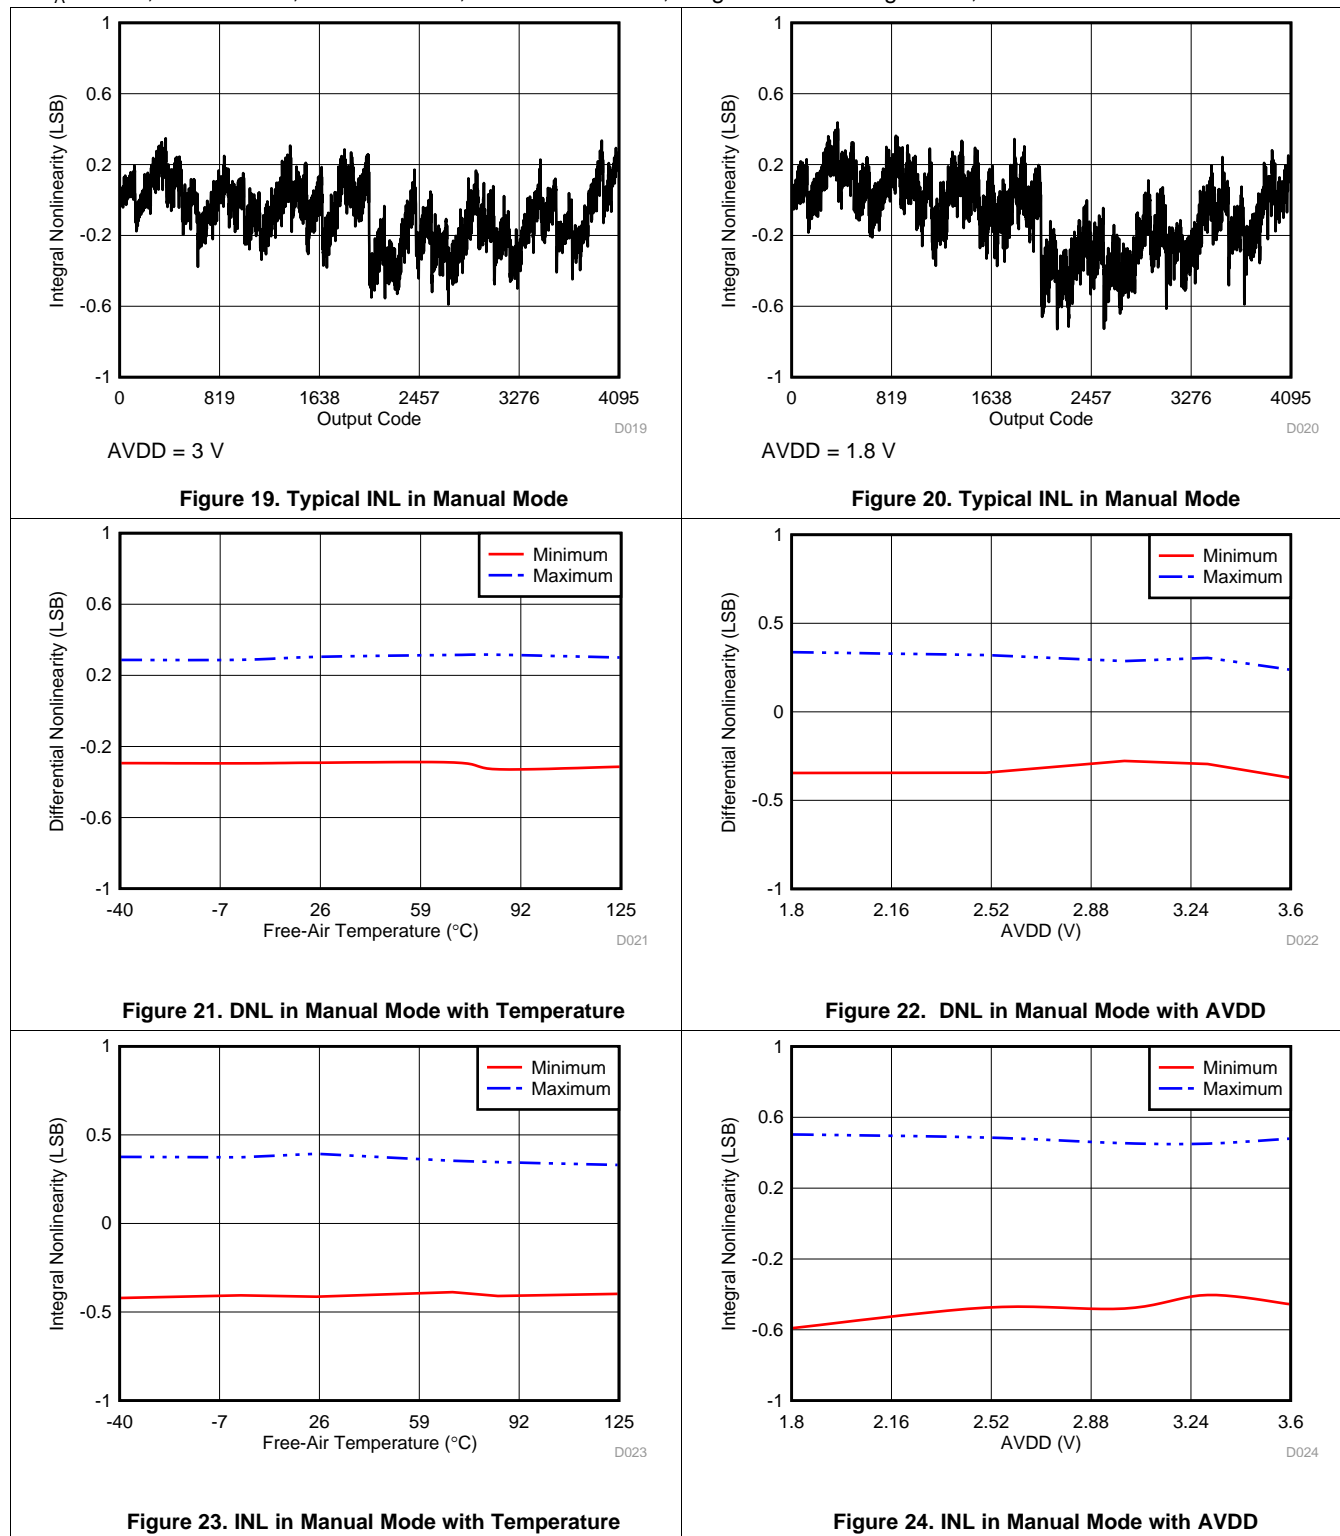 1
0.6
0.2
-0.2
-0.6
-1
Integral Nonlinearity (LSB)
0 819 1638 2457 3276 4095
Output Code
D019
AVDD = 3 V
Figure 19. Typical INL in Manual Mode
1
0.6
0.2
-0.2
-0.6
-1
Integral Nonlinearity (LSB)
0 819 1638 2457 3276 4095
Output Code
D020
AVDD = 1.8 V
Figure 20. Typical INL in Manual Mode
1
0.6
0.2
-0.2
-0.6
-1
Differential Nonlinearity (LSB)
Minimum
Maximum
-40 -7 26 59 92 125
Free-Air Temperature (°C)
D021
Figure 21. DNL in Manual Mode with Temperature
1
0.5
0
-0.5
-1
Differential Nonlinearity (LSB)
Minimum
Maximum
1.8 2.16 2.52 2.88 3.24 3.6
AVDD (V)
D022
Figure 22. DNL in Manual Mode with AVDD
1
0.5
0
-0.5
-1
Integral Nonlinearity (LSB)
Minimum
Maximum
-40 -7 26 59 92 125
Free-Air Temperature (°C)
D023
Figure 23. INL in Manual Mode with Temperature
1
0.6
0.2
-0.2
-0.6
-1
Integral Nonlinearity (LSB)
Minimum
Maximum
1.8 2.16 2.52 2.88 3.24 3.6
AVDD (V)
D024
Figure 24. INL in Manual Mode with AVDD